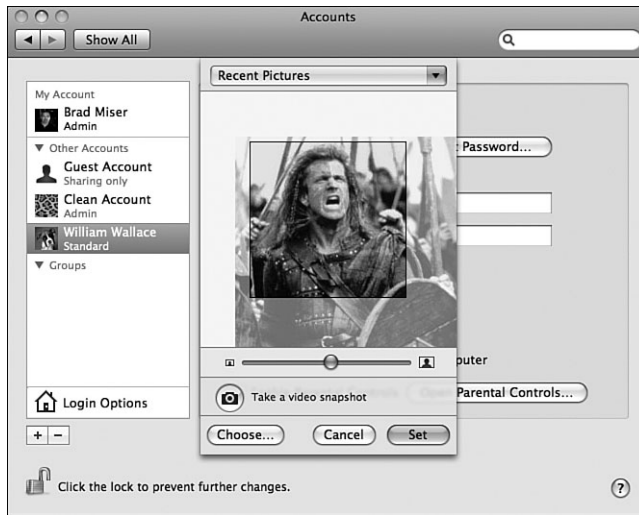 Accounts
Show All
Recent Pictures
My Account
Brad Miser
Admin
Other Accounts
Guest Account
Sharing only
Clean Account
Admin
William Wallace
Standard
Groups
Login Options
Password...
puter
Take a video snapshot
Parental Controls...
Choose...
Cancel
Set
+ −
Click the lock to prevent further changes.
?